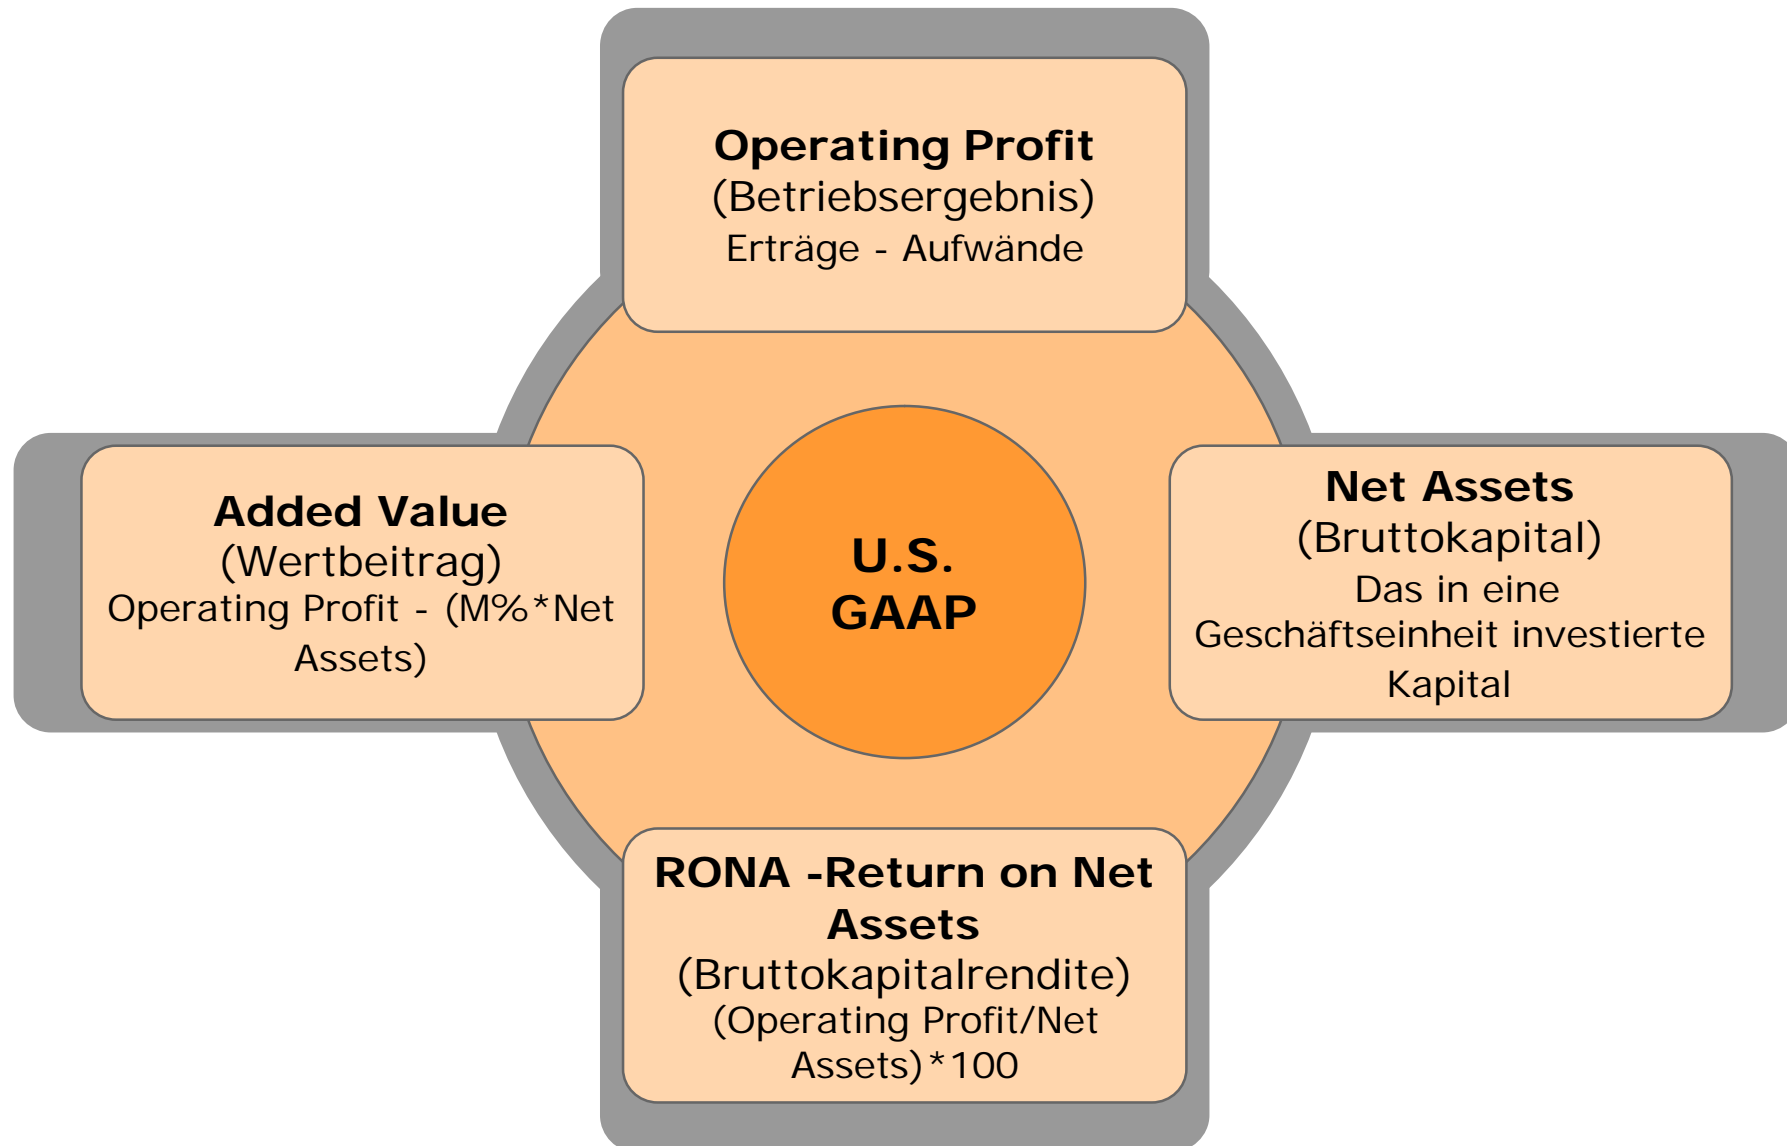 Operating Profit
(Betriebsergebnis)
Erträge - Aufwände
Added Value
(Wertbeitrag)
Operating Profit - (M%*Net
Assets)
U.S.
GAAP
Net Assets
(Bruttokapital)
Das in eine
Geschäftseinheit investierte
Kapital
RONA -Return on Net
Assets
(Bruttokapitalrendite)
(Operating Profit/Net
Assets)*100